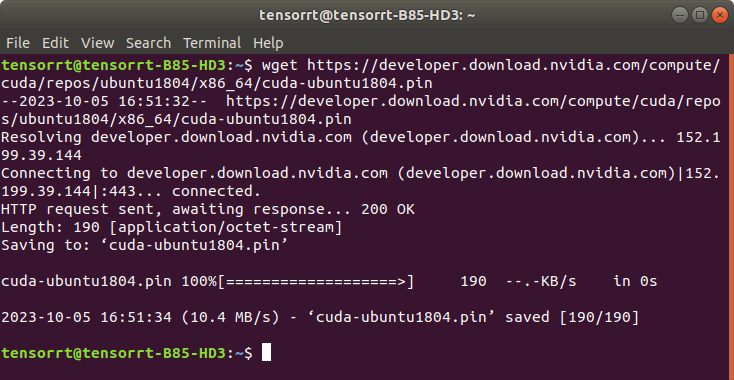 tensorrt@tensorrt-B85-HD3: ~
File Edit View Search Terminal Help
tensorrt@tensorrt-B85-HD3:~$ wget https://developer.download.nvidia.com/compute/
cuda/repos/ubuntu1804/x86_64/cuda-ubuntu1804.pin
--2023-10-05 16:51:32--  https://developer.download.nvidia.com/compute/cuda/repo
s/ubuntu1804/x86_64/cuda-ubuntu1804.pin
Resolving developer.download.nvidia.com (developer.download.nvidia.com)... 152.1
99.39.144
Connecting to developer.download.nvidia.com (developer.download.nvidia.com)|152.
199.39.144|:443... connected.
HTTP request sent, awaiting response... 200 OK
Length: 190 [application/octet-stream]
Saving to: ‘cuda-ubuntu1804.pin’
cuda-ubuntu1804.pin 100%[===================>]     190  --.-KB/s    in 0s
2023-10-05 16:51:34 (10.4 MB/s) - ‘cuda-ubuntu1804.pin’ saved [190/190]
tensorrt@tensorrt-B85-HD3:~$